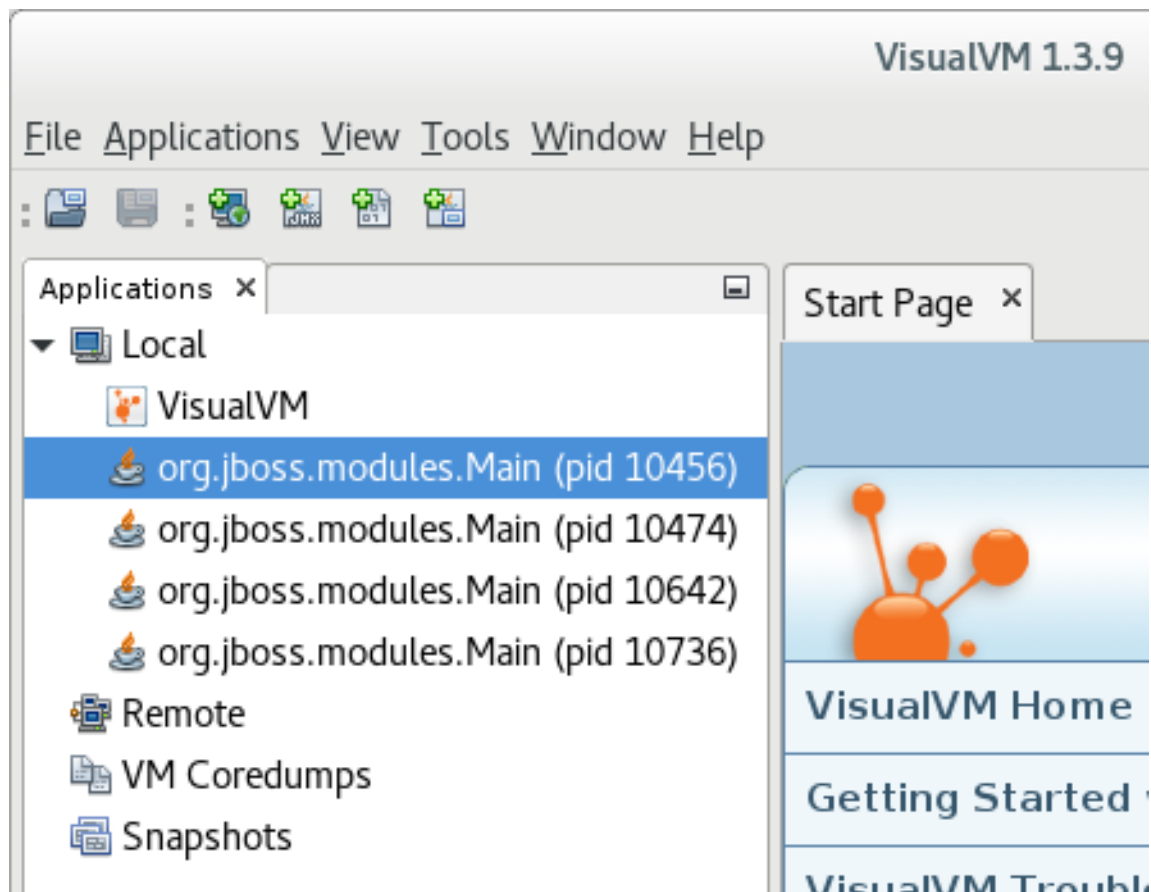 VisualVM 1.3.9
File Applications View Tools Window Help
JMX
Applications
Start Page
Local
VisualVM
org.jboss.modules.Main (pid 10456)
org.jboss.modules.Main (pid 10474)
org.jboss.modules.Main (pid 10642)
org.jboss.modules.Main (pid 10736)
Remote
VM Coredumps
Snapshots
VisualVM Home
Getting Started
VisualVM